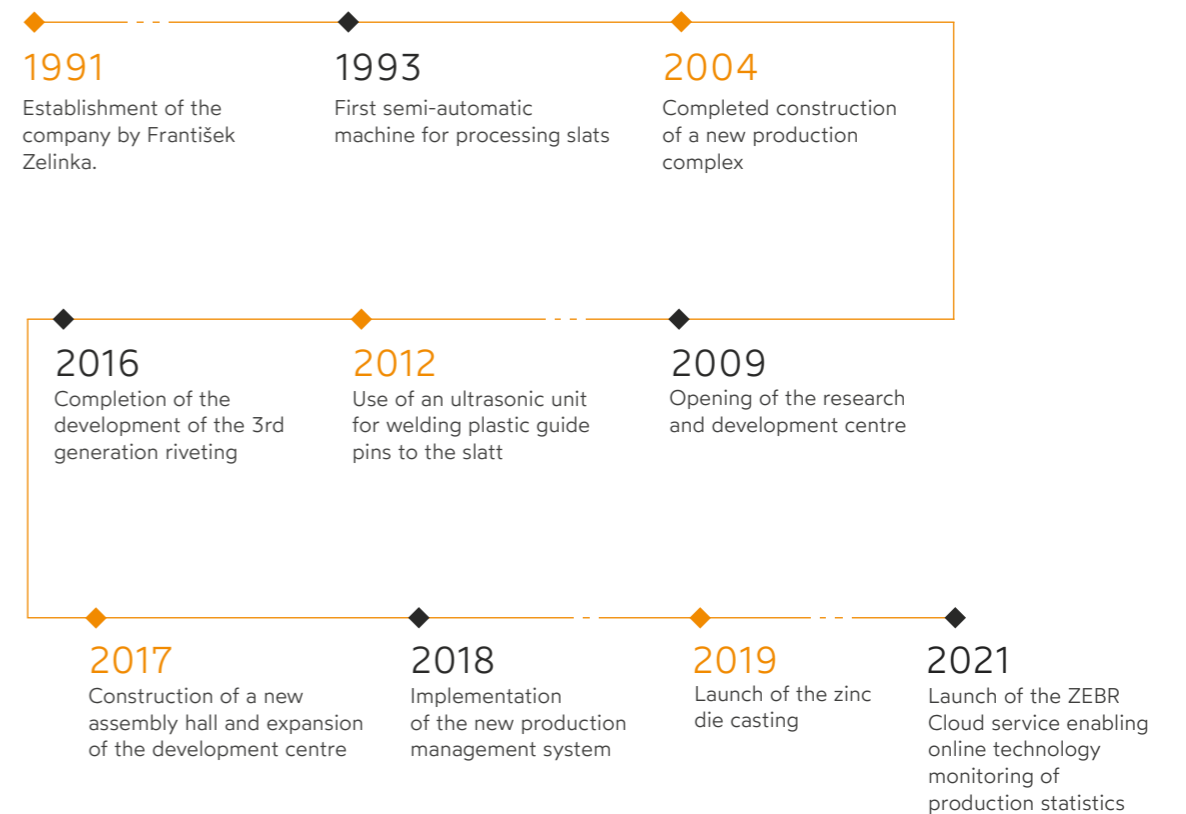 1991
Establishment of the
company by František
Zelinka.
1993
First semi-automatic
machine for processing slats
2004
Completed construction
of a new production
complex
2016
Completion of the
development of the 3rd
generation riveting
2012
Use of an ultrasonic unit
for welding plastic guide
pins to the slatt
2009
Opening of the research
and development centre
2017
Construction of a new
assembly hall and expansion
of the development centre
2018
Implementation
of the new production
management system
2019
Launch of the zinc
die casting
2021
Launch of the ZEBR
Cloud service enabling
online technology
monitoring of
production statistics